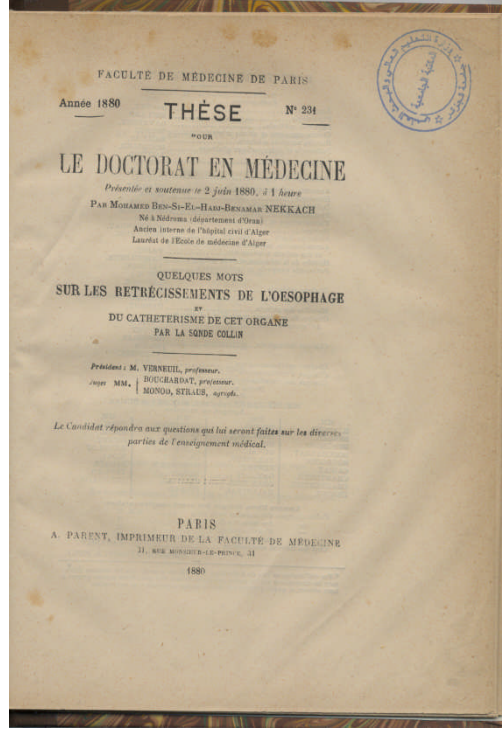 FACULTÉ DE MÉDECINE DE PARIS
Année 1880
THÈSE
N° 231
POUR
LE DOCTORAT EN MÉDECINE
Présentée et soutenue le 2 juin 1880, à 1 heure
PAR MOHAMED BEN-SI-EL-HADJ-BENAMAR NEKKACH
Né à Nédroma (département d'Oran)
Ancien interne de l'hôpital civil d'Alger
Lauréat de l'Ecole de médecine d'Alger
QUELQUES MOTS
SUR LES RETRÉCISSEMENTS DE L'OESOPHAGE
ET
DU CATHETERISME DE CET ORGANE
PAR LA SONDE COLLIN
Président : M. VERNEUIL, professeur.
Juges MM. BOUCHARDAT, professeur.
MONOD, STRAUS, agrégés.
Le Candidat répondra aux questions qui lui seront faites sur les diverses
parties de l'enseignement médical.
PARIS
A. PARENT, IMPRIMEUR DE LA FACULTÉ DE MÉDECINE
31, RUE MONSIEUR-LE-PRINCE, 31
1880